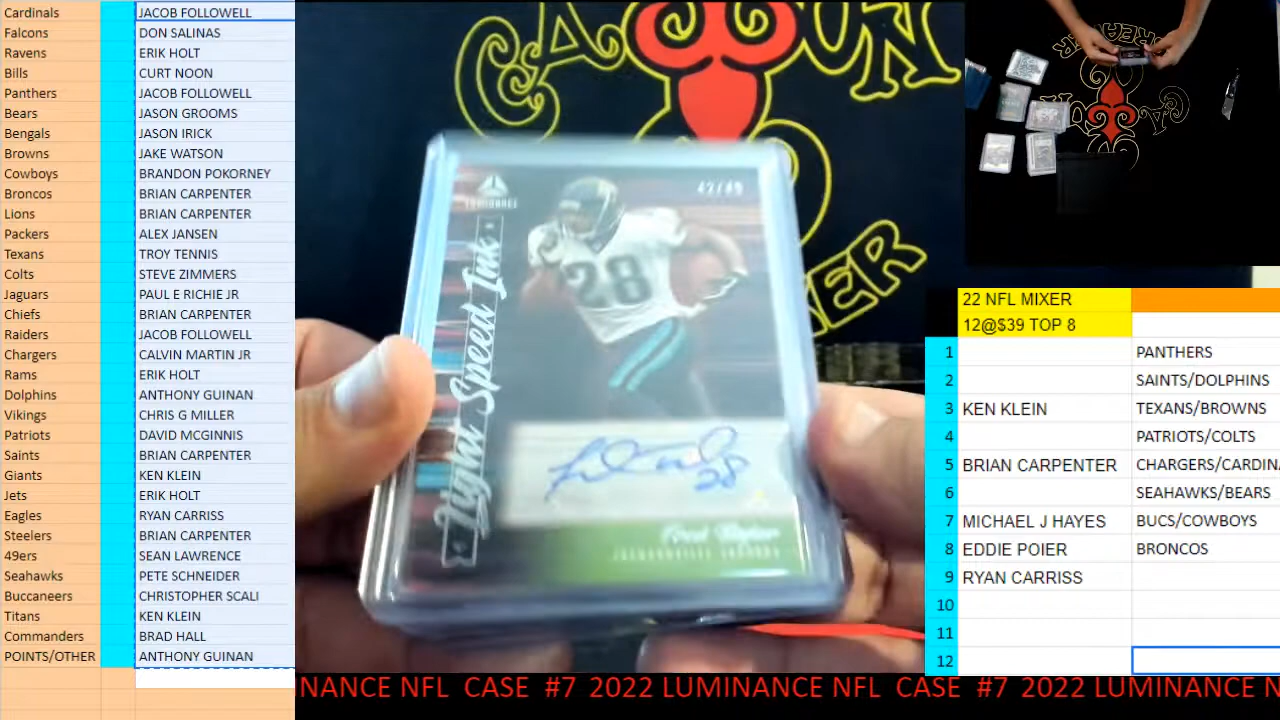 Cardinals JACOB FOLLOWELL
Falcons DON SALINAS
Ravens ERIK HOLT
Bills CURT NOON
Panthers JACOB FOLLOWELL
Bears JASON GROOMS
Bengals JASON IRICK
Browns JAKE WATSON
Cowboys BRANDON POKORNEY
Broncos BRIAN CARPENTER
Lions BRIAN CARPENTER
Packers ALEX JANSEN
Texans TROY TENNIS
Colts STEVE ZIMMERS
Jaguars PAUL E RICHIE JR
Chiefs BRIAN CARPENTER
Raiders JACOB FOLLOWELL
Chargers CALVIN MARTIN JR
Rams ERIK HOLT
Dolphins ANTHONY GUINAN
Vikings CHRIS G MILLER
Patriots DAVID MCGINNIS
Saints BRIAN CARPENTER
Giants KEN KLEIN
Jets ERIK HOLT
Eagles RYAN CARRISS
Steelers BRIAN CARPENTER
49ers SEAN LAWRENCE
Seahawks PETE SCHNEIDER
Buccaneers CHRISTOPHER SCALI
Titans KEN KLEIN
Commanders BRAD HALL
POINTS/OTHER ANTHONY GUINAN
LUMINANCE
42/49
28
High Speed Ink
28
Fred Taylor
JACKSONVILLE JAGUARS
22 NFL MIXER
12@$39 TOP 8
1 PANTHERS
2 SAINTS/DOLPHINS
3 KEN KLEIN TEXANS/BROWNS
4 PATRIOTS/COLTS
5 BRIAN CARPENTER CHARGERS/CARDINA
6 SEAHAWKS/BEARS
7 MICHAEL J HAYES BUCS/COWBOYS
8 EDDIE POIER BRONCOS
9 RYAN CARRISS
10
11
12
NANCE NFL CASE #7 2022 LUMINANCE NFL CASE #7 2022 LUMINANCE N